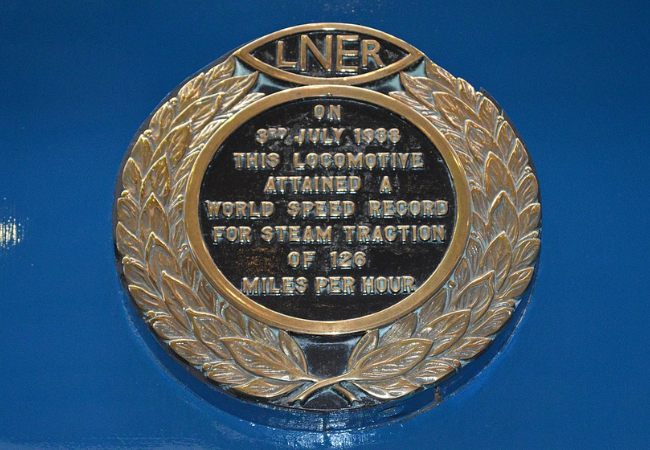 LNER
ON
3RD JULY 1938
THIS LOCOMOTIVE
ATTAINED A
WORLD SPEED RECORD
FOR STEAM TRACTION
OF 126
MILES PER HOUR